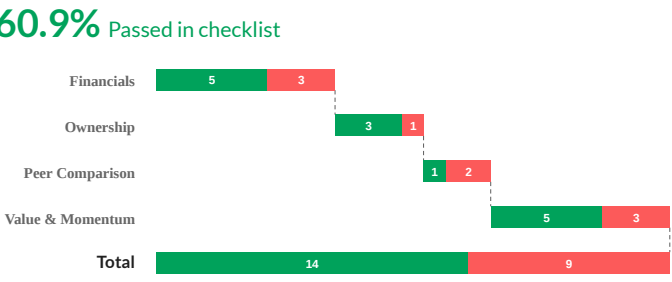 60.9% Passed in checklist
Financials 5 3
Ownership 3 1
Peer Comparison 1 2
Value & Momentum 5 3
Total 14 9